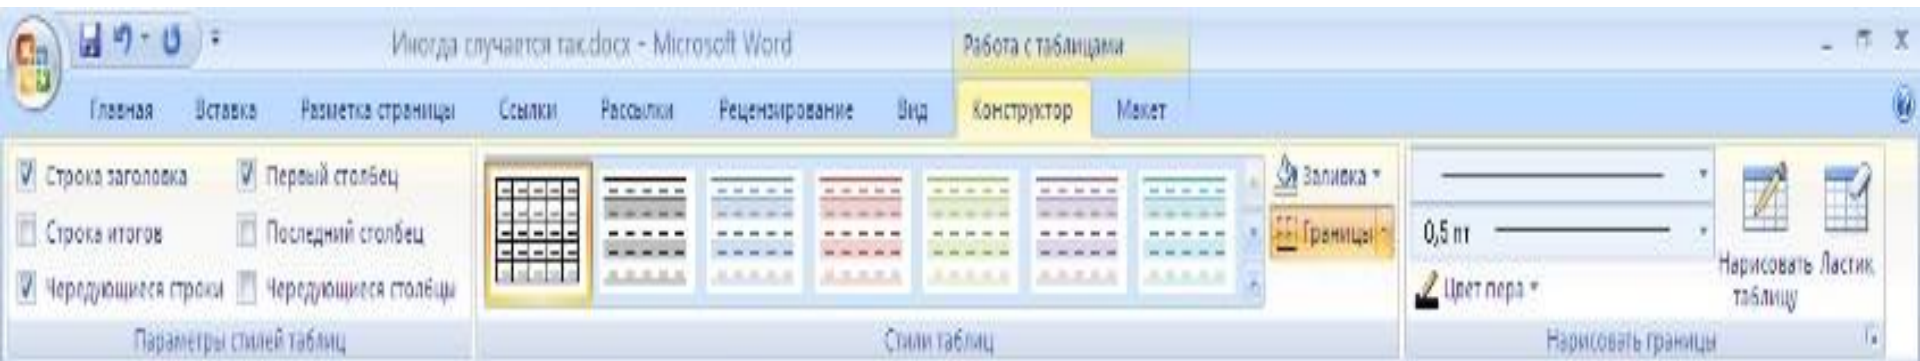 Иногда случается так.docx - Microsoft Word
Работа с таблицами
Главная Вставка Разметка страницы Ссылки Рассылки Рецензирование Вид Конструктор Макет
Строка заголовка Первый столбец
Строка итогов Последний столбец
Чередующиеся строки Чередующиеся столбцы
Параметры стилей таблиц
Заливка
Границы
Стили таблиц
0,5 пт
Цвет пера
Нарисовать таблицу
Ластик
Нарисовать границы